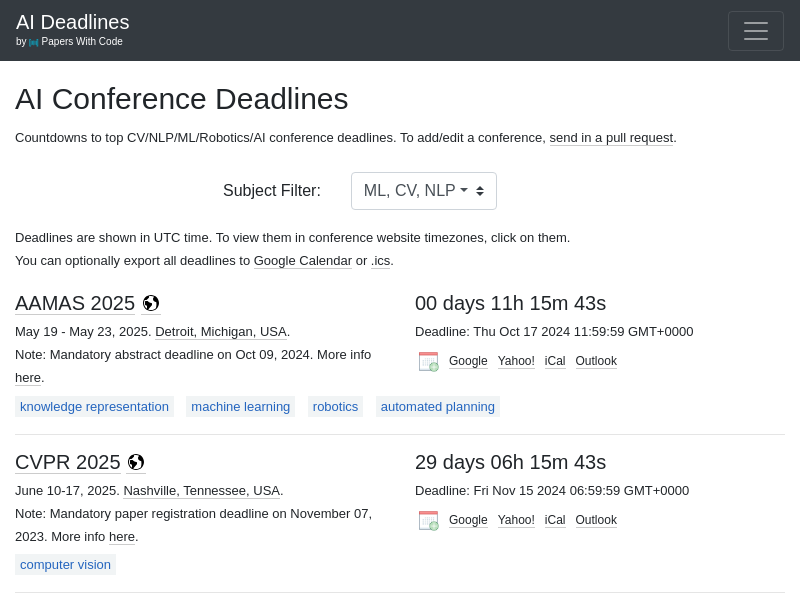 AI Deadlines
by Papers With Code
AI Conference Deadlines
Countdowns to top CV/NLP/ML/Robotics/AI conference deadlines. To add/edit a conference, send in a pull request.
Subject Filter: ML, CV, NLP
Deadlines are shown in UTC time. To view them in conference website timezones, click on them.
You can optionally export all deadlines to Google Calendar or .ics.
AAMAS 2025
May 19 - May 23, 2025. Detroit, Michigan, USA.
Note: Mandatory abstract deadline on Oct 09, 2024. More info
here.
knowledge representation machine learning robotics automated planning
00 days 11h 15m 43s
Deadline: Thu Oct 17 2024 11:59:59 GMT+0000
Google Yahoo! iCal Outlook
CVPR 2025
June 10-17, 2025. Nashville, Tennessee, USA.
Note: Mandatory paper registration deadline on November 07,
2023. More info here.
computer vision
29 days 06h 15m 43s
Deadline: Fri Nov 15 2024 06:59:59 GMT+0000
Google Yahoo! iCal Outlook